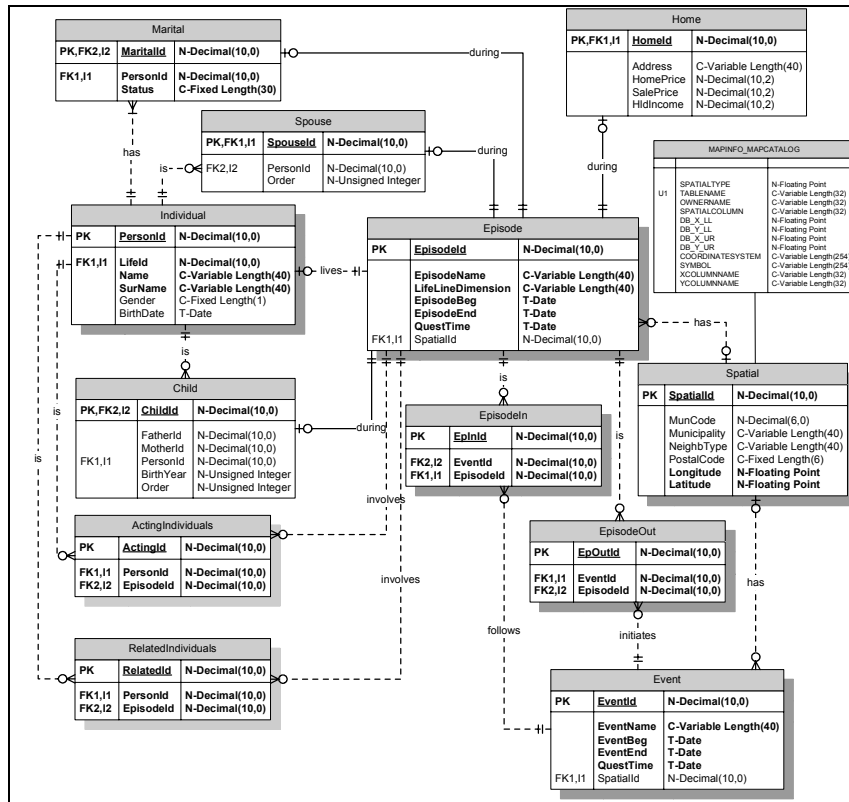 Marital
PK,FK2,I2 MaritalId N-Decimal(10,0)
FK1,I1 PersonId N-Decimal(10,0)
Status C-Fixed Length(30)
during
Home
PK,FK1,I1 HomeId N-Decimal(10,0)
Address C-Variable Length(40)
HomePrice N-Decimal(10,2)
SalePrice N-Decimal(10,2)
HldIncome N-Decimal(10,2)
Spouse
PK,FK1,I1 SpouseId N-Decimal(10,0)
FK2,I2 PersonId N-Decimal(10,0)
Order N-Unsigned Integer
has
is
during
during
MAPINFO_MAPCATALOG
SPATIALTYPE N-Floating Point
U1 TABLENAME C-Variable Length(32)
OWNERNAME C-Variable Length(32)
SPATIALCOLUMN C-Variable Length(32)
DB_X_LL N-Floating Point
DB_Y_LL N-Floating Point
DB_X_UR N-Floating Point
DB_Y_UR N-Floating Point
COORDINATESYSTEM C-Variable Length(254)
SYMBOL C-Variable Length(254)
XCOLUMNNAME C-Variable Length(32)
YCOLUMNNAME C-Variable Length(32)
Individual
PK PersonId N-Decimal(10,0)
FK1,I1 LifeId N-Decimal(10,0)
Name C-Variable Length(40)
SurName C-Variable Length(40)
Gender C-Fixed Length(1)
BirthDate T-Date
lives
Episode
PK EpisodeId N-Decimal(10,0)
EpisodeName C-Variable Length(40)
LifeLineDimension C-Variable Length(40)
EpisodeBeg T-Date
EpisodeEnd T-Date
QuestTime T-Date
FK1,I1 SpatialId N-Decimal(10,0)
has
is
is
is
is
is
Child
PK,FK2,I2 ChildId N-Decimal(10,0)
FatherId N-Decimal(10,0)
MotherId N-Decimal(10,0)
FK1,I1 PersonId N-Decimal(10,0)
BirthYear N-Unsigned Integer
Order N-Unsigned Integer
during
Spatial
PK SpatialId N-Decimal(10,0)
MunCode N-Decimal(6,0)
Municipality C-Variable Length(40)
NeighbType C-Variable Length(40)
PostalCode C-Fixed Length(6)
Longitude N-Floating Point
Latitude N-Floating Point
EpisodeIn
PK EpInId N-Decimal(10,0)
FK2,I2 EventId N-Decimal(10,0)
FK1,I1 EpisodeId N-Decimal(10,0)
involves
ActingIndividuals
PK ActingId N-Decimal(10,0)
FK1,I1 PersonId N-Decimal(10,0)
FK2,I2 EpisodeId N-Decimal(10,0)
EpisodeOut
PK EpOutId N-Decimal(10,0)
FK1,I1 EventId N-Decimal(10,0)
FK2,I2 EpisodeId N-Decimal(10,0)
involves
has
follows
initiates
RelatedIndividuals
PK RelatedId N-Decimal(10,0)
FK1,I1 PersonId N-Decimal(10,0)
FK2,I2 EpisodeId N-Decimal(10,0)
Event
PK EventId N-Decimal(10,0)
EventName C-Variable Length(40)
EventBeg T-Date
EventEnd T-Date
QuestTime T-Date
FK1,I1 SpatialId N-Decimal(10,0)